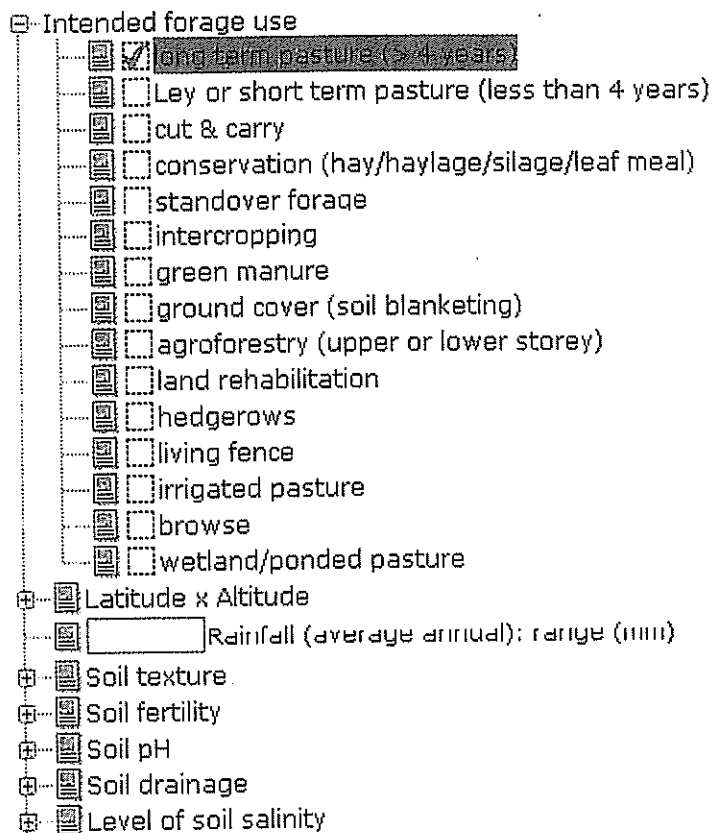 Intended forage use
long term pasture (> 4 years)
Ley or short term pasture (less than 4 years)
cut & carry
conservation (hay/haylage/silage/leaf meal)
standover forage
intercropping
green manure
ground cover (soil blanketing)
agroforestry (upper or lower storey)
land rehabilitation
hedgerows
living fence
irrigated pasture
browse
wetland/ponded pasture
Latitude x Altitude
Rainfall (average annual); range (mm)
Soil texture
Soil fertility
Soil pH
Soil drainage
Level of soil salinity